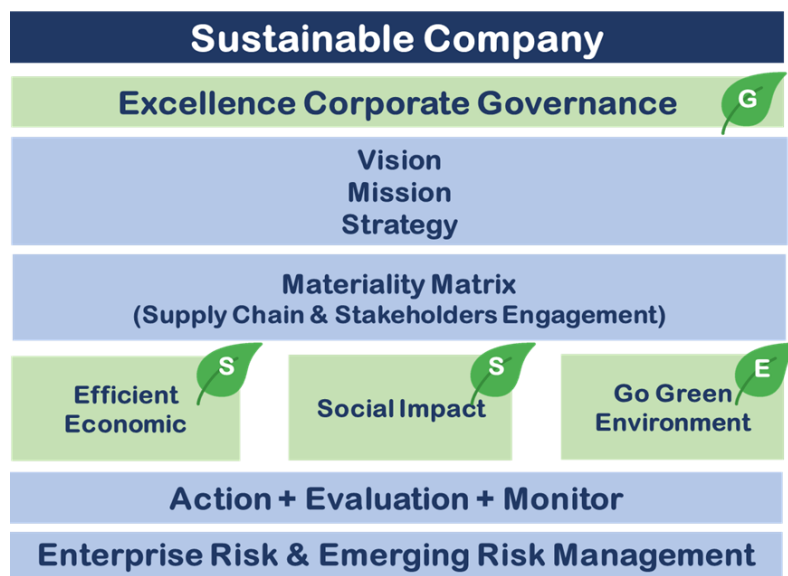 Sustainable Company
Excellence Corporate Governance
G
Vision
Mission
Strategy
Materiality Matrix
(Supply Chain & Stakeholders Engagement)
S
Efficient
Economic
S
Social Impact
E
Go Green
Environment
Action + Evaluation + Monitor
Enterprise Risk & Emerging Risk Management